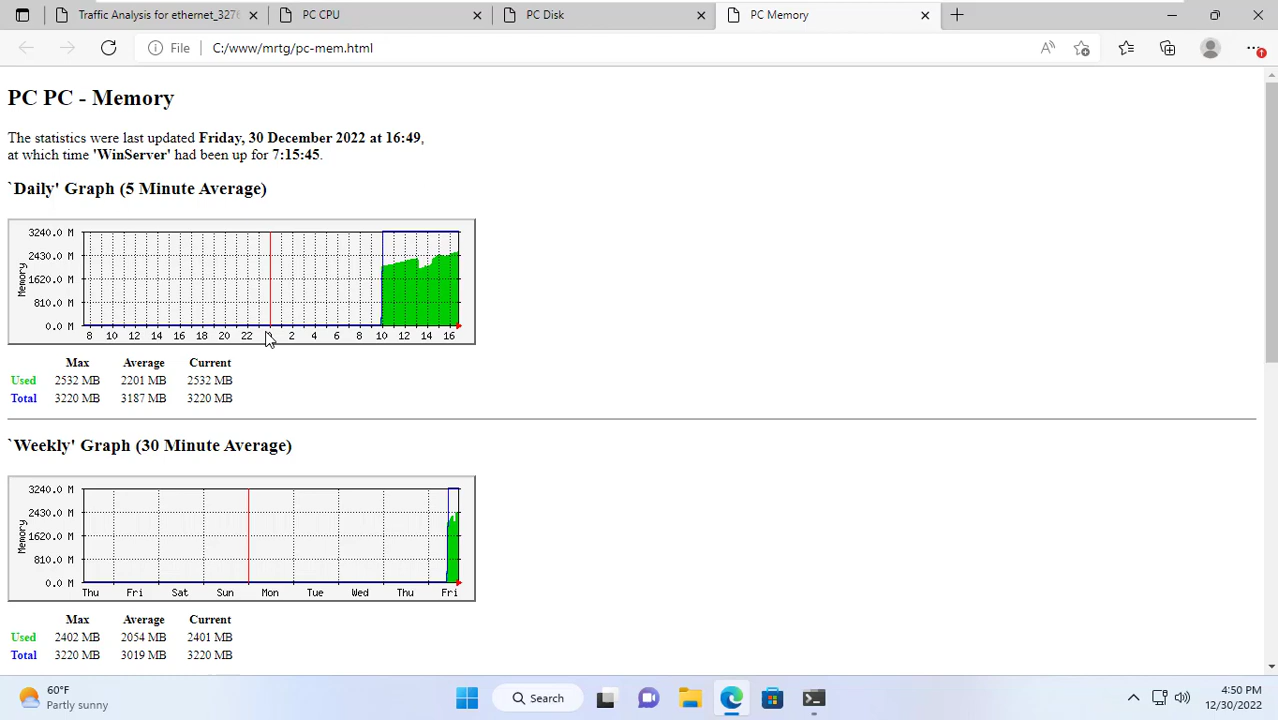 Traffic Analysis for ethernet_3276
PC CPU
PC Disk
PC Memory
File
C:/www/mrtg/pc-mem.html
PC PC - Memory
The statistics were last updated Friday, 30 December 2022 at 16:49,
at which time 'WinServer' had been up for 7:15:45.
`Daily' Graph (5 Minute Average)
3240.0 M
2430.0 M
1620.0 M
810.0 M
0.0 M
Memory
8 10 12 14 16 18 20 22 0 2 4 6 8 10 12 14 16
Max Average Current
Used 2532 MB 2201 MB 2532 MB
Total 3220 MB 3187 MB 3220 MB
`Weekly' Graph (30 Minute Average)
3240.0 M
2430.0 M
1620.0 M
810.0 M
0.0 M
Memory
Thu Fri Sat Sun Mon Tue Wed Thu Fri
Max Average Current
Used 2402 MB 2054 MB 2401 MB
Total 3220 MB 3019 MB 3220 MB
60°F
Partly sunny
Search
4:50 PM
12/30/2022